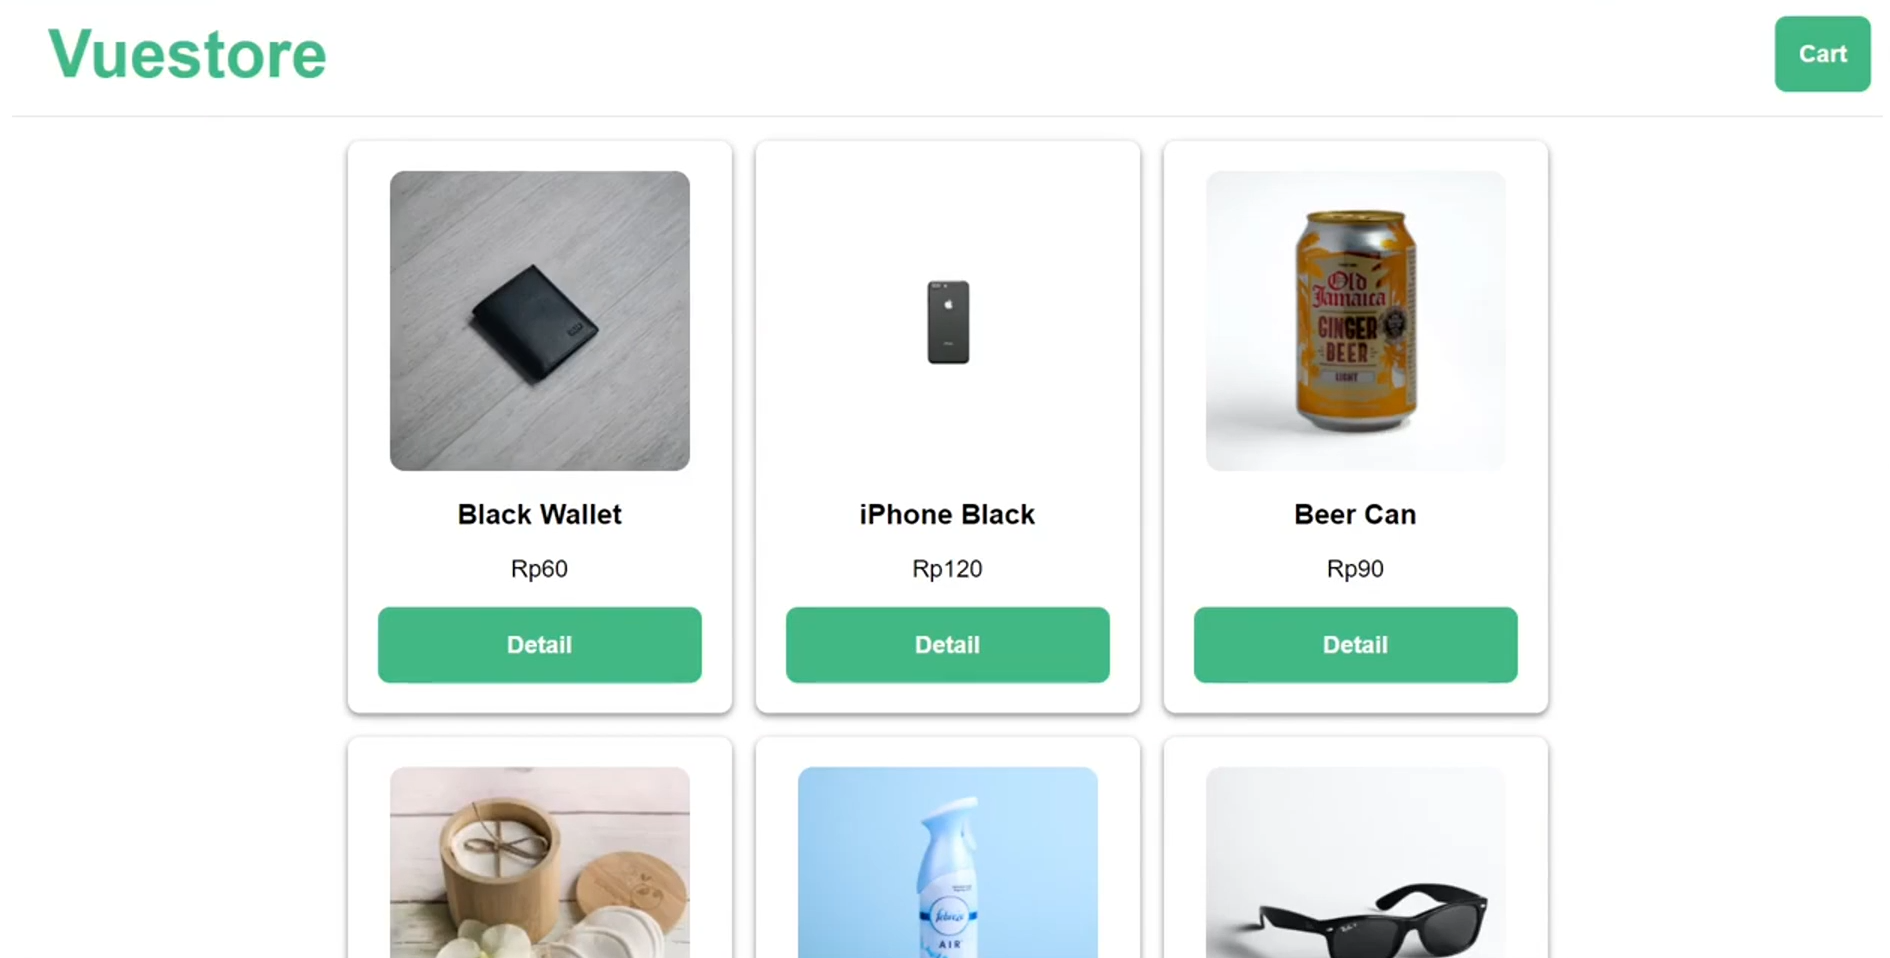 Vuestore
Cart
Old
Jamaica
GINGER
BEER
LIGHT
Black Wallet
iPhone Black
Beer Can
Rp60
Rp120
Rp90
Detail
Detail
Detail
febreze
AIR